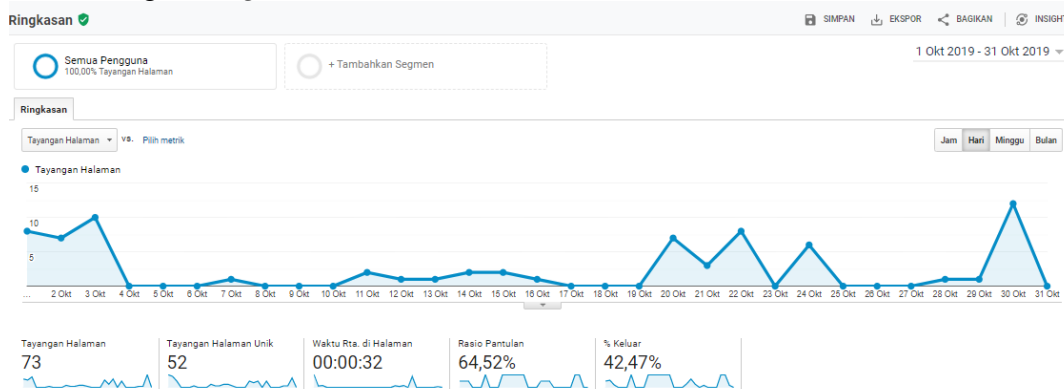 Ringkasan
SIMPAN EKSPOR BAGIKAN INSIGHT
Semua Pengguna
100,00% Tayangan Halaman
+ Tambahkan Segmen
1 Okt 2019 - 31 Okt 2019
Ringkasan
Tayangan Halaman VS. Pilih metrik
Jam Hari Minggu Bulan
Tayangan Halaman
15
10
5
... 2 Okt 3 Okt 4 Okt 5 Okt 6 Okt 7 Okt 8 Okt 9 Okt 10 Okt 11 Okt 12 Okt 13 Okt 14 Okt 15 Okt 16 Okt 17 Okt 18 Okt 19 Okt 20 Okt 21 Okt 22 Okt 23 Okt 24 Okt 25 Okt 26 Okt 27 Okt 28 Okt 29 Okt 30 Okt 31 Okt
Tayangan Halaman Tayangan Halaman Unik Waktu Rta. di Halaman Rasio Pantulan % Keluar
73 52 00:00:32 64,52% 42,47%